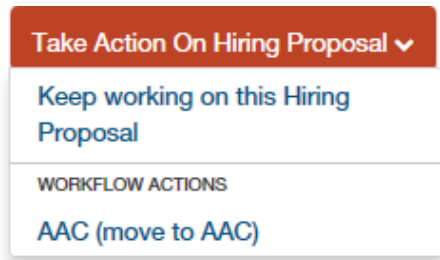 Take Action On Hiring Proposal
Keep working on this Hiring
Proposal
WORKFLOW ACTIONS
AAC (move to AAC)